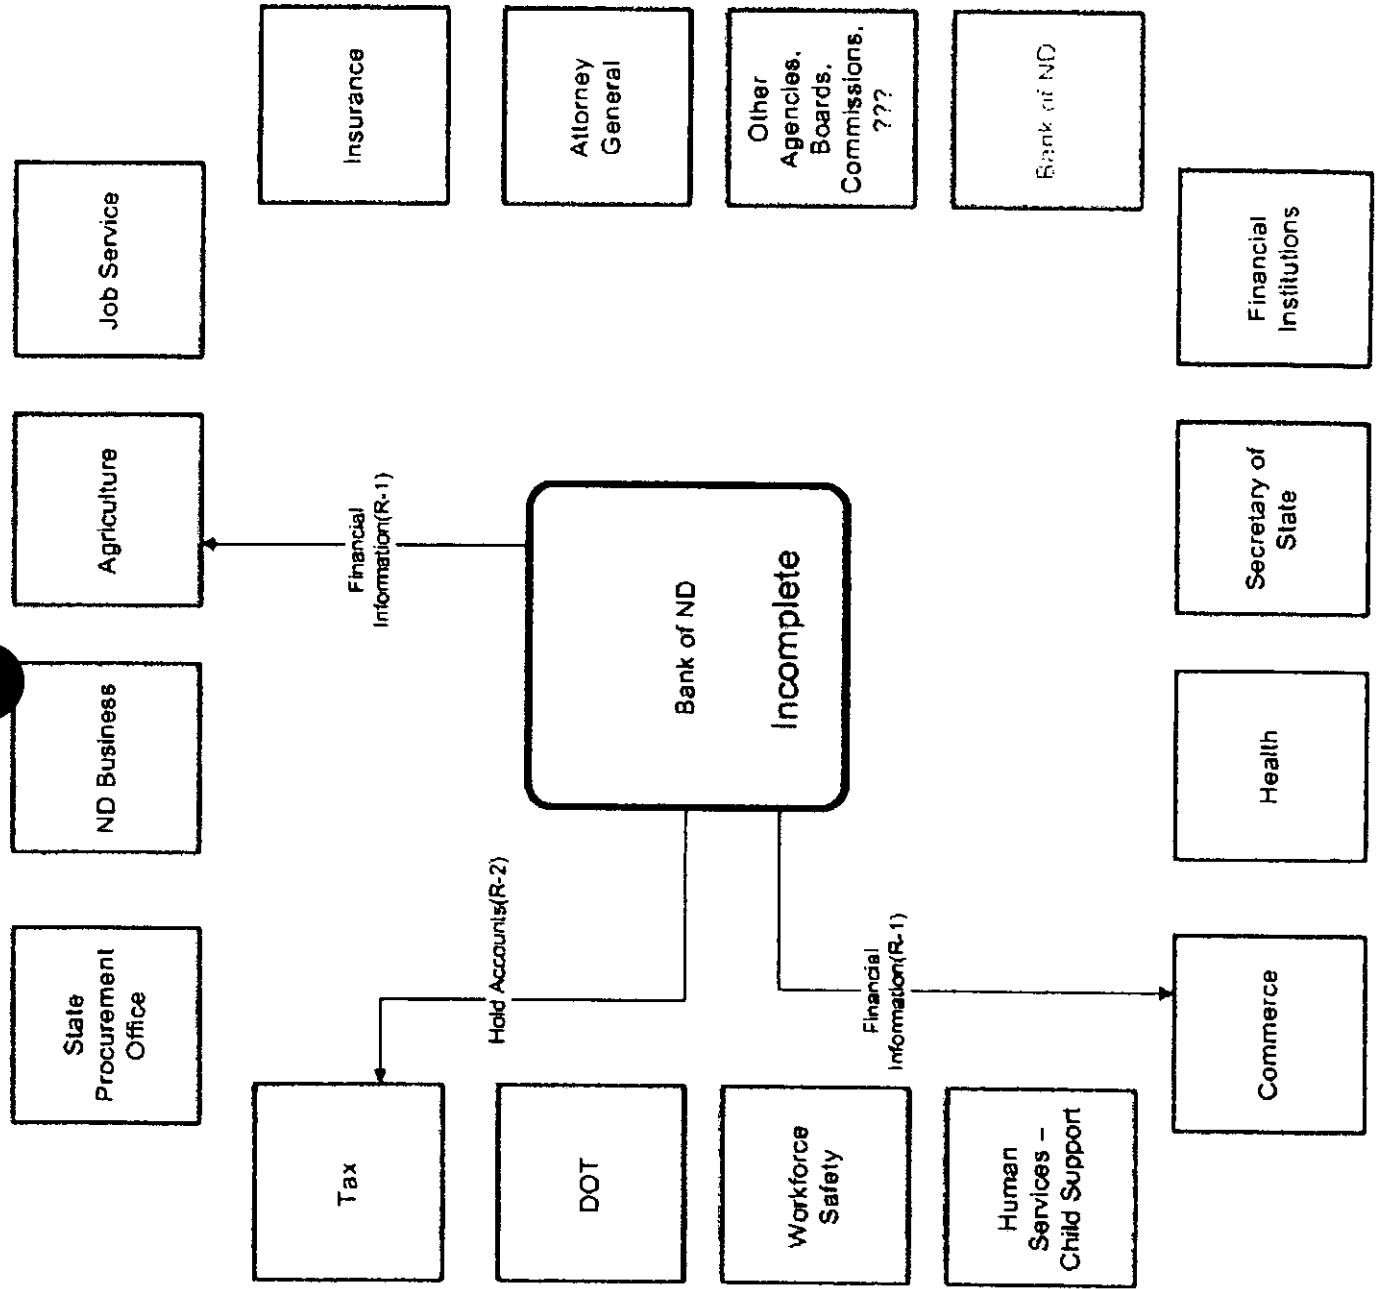 State
Procurement
Office
ND Business
Agriculture
Job Service
Tax
Financial
Information(R-1)
Insurance
Hold Accounts(R-2)
DOT
Attorney
General
Bank of ND
Incomplete
Workforce
Safety
Other
Agencies,
Boards,
Commissions,
???
Financial
Information(R-1)
Human
Services –
Child Support
Bank of ND
Commerce
Health
Secretary of
State
Financial
Institutions